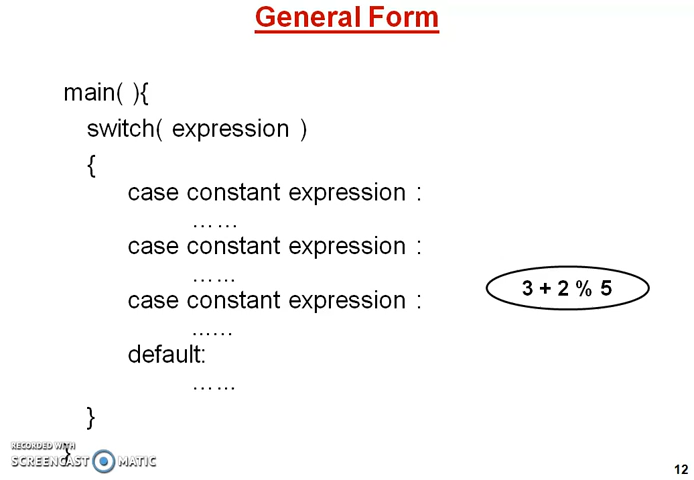 General Form
main( ){
switch( expression )
{
case constant expression :
... ...
case constant expression :
... ...
case constant expression :
......
3 + 2 % 5
default:
... ...
}
}
RECORDED WITH
SCREENCAST MATIC
12